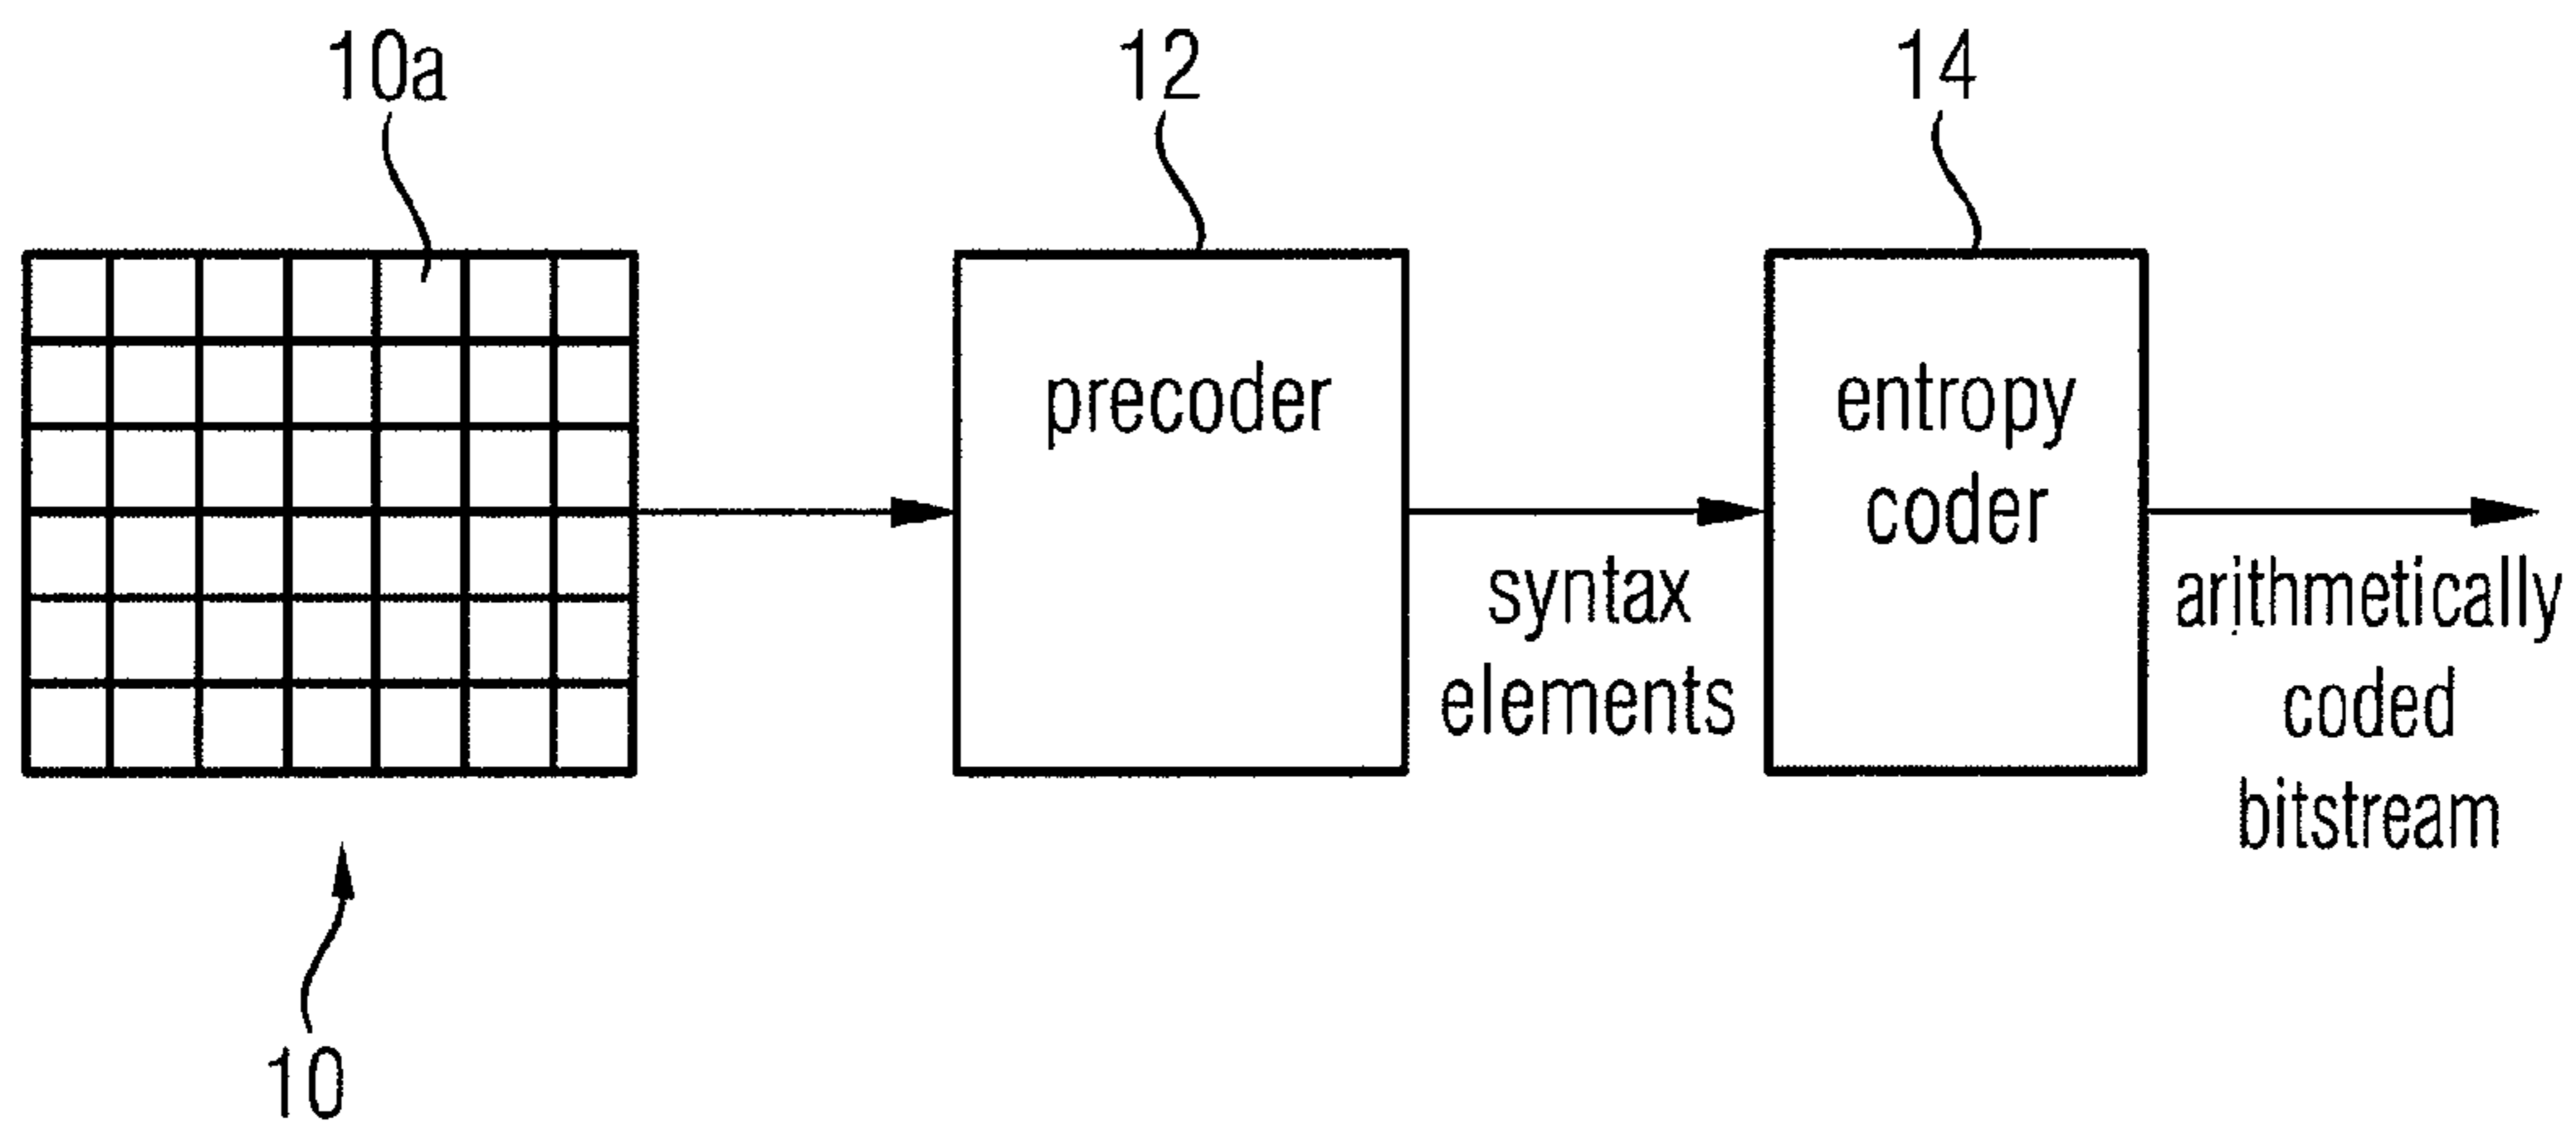 10a
12
14
precoder
entropy
coder
syntax
elements
arithmetically
coded
bitstream
10